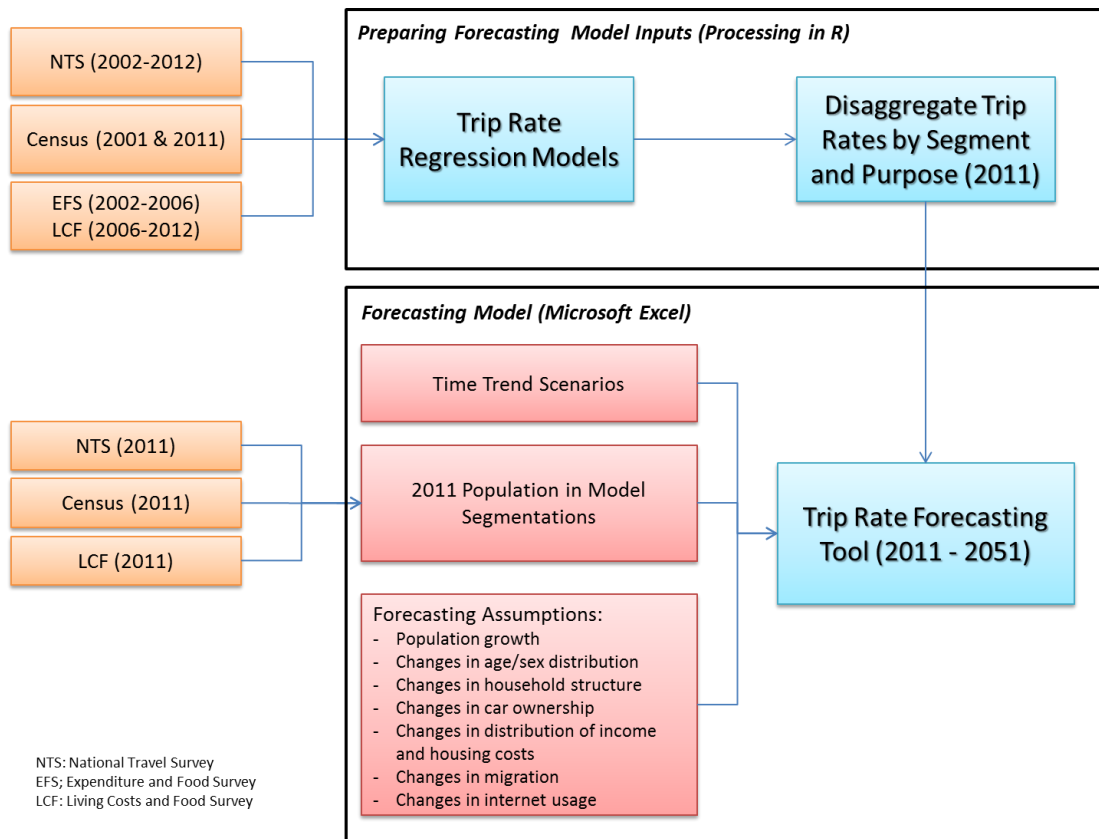 Preparing Forecasting Model Inputs (Processing in R)
NTS (2002-2012)
Census (2001 & 2011)
EFS (2002-2006)
LCF (2006-2012)
Trip Rate
Regression Models
Disaggregate Trip
Rates by Segment
and Purpose (2011)
Forecasting Model (Microsoft Excel)
Time Trend Scenarios
NTS (2011)
Census (2011)
LCF (2011)
2011 Population in Model
Segmentations
Trip Rate Forecasting
Tool (2011 - 2051)
Forecasting Assumptions:
- Population growth
- Changes in age/sex distribution
- Changes in household structure
- Changes in car ownership
- Changes in distribution of income
and housing costs
- Changes in migration
- Changes in internet usage
NTS: National Travel Survey
EFS; Expenditure and Food Survey
LCF: Living Costs and Food Survey